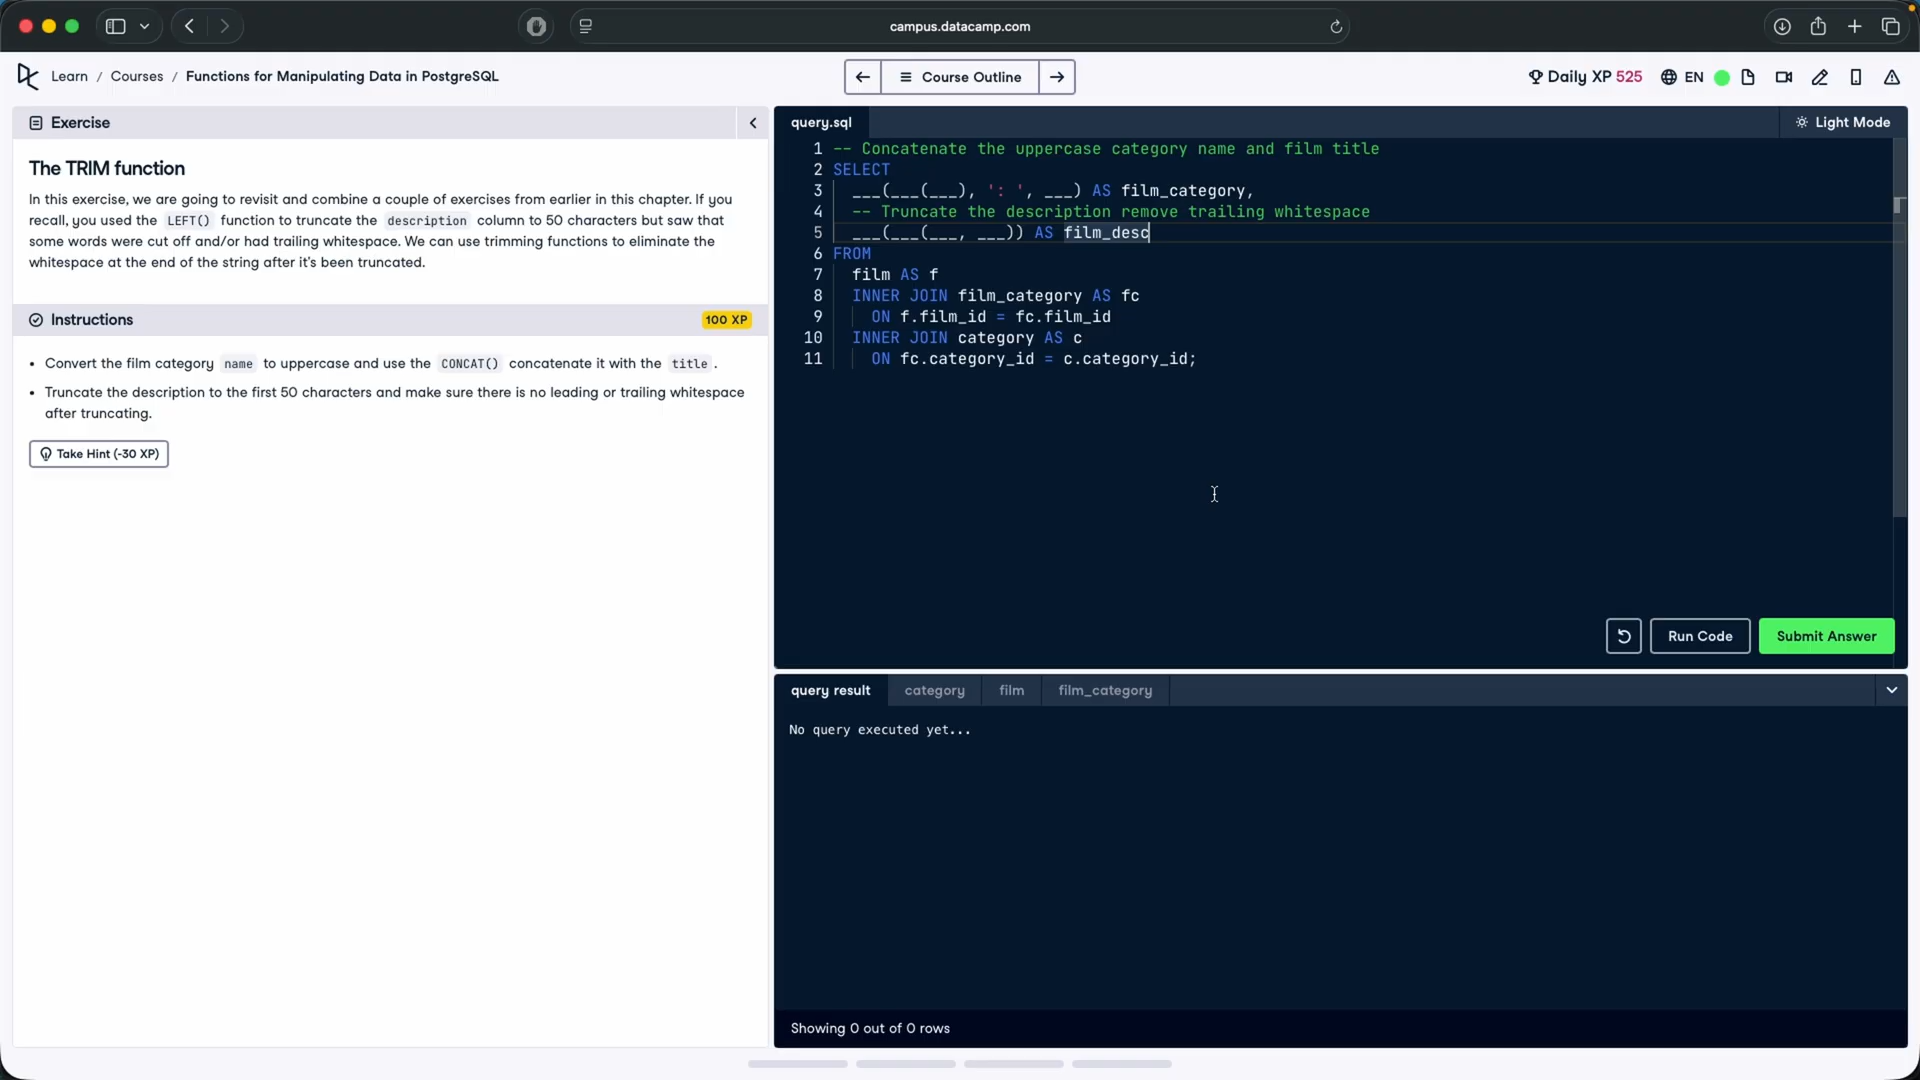 campus.datacamp.com
Learn / Courses / Functions for Manipulating Data in PostgreSQL
Course Outline
Daily XP 525
EN
Exercise
The TRIM function
In this exercise, we are going to revisit and combine a couple of exercises from earlier in this chapter. If you
recall, you used the LEFT() function to truncate the description column to 50 characters but saw that
some words were cut off and/or had trailing whitespace. We can use trimming functions to eliminate the
whitespace at the end of the string after it's been truncated.
Instructions
100 XP
• Convert the film category name to uppercase and use the CONCAT() concatenate it with the title.
• Truncate the description to the first 50 characters and make sure there is no leading or trailing whitespace
after truncating.
Take Hint (-30 XP)
query.sql
Light Mode
1 -- Concatenate the uppercase category name and film title
2 SELECT
3 ___(___(___), ': ', ___) AS film_category,
4 -- Truncate the description remove trailing whitespace
5 ___(___(___, ___)) AS film_desc
6 FROM
7 film AS f
8 INNER JOIN film_category AS fc
9 ON f.film_id = fc.film_id
10 INNER JOIN category AS c
11 ON fc.category_id = c.category_id;
Run Code
Submit Answer
query result
category
film
film_category
No query executed yet...
Showing 0 out of 0 rows